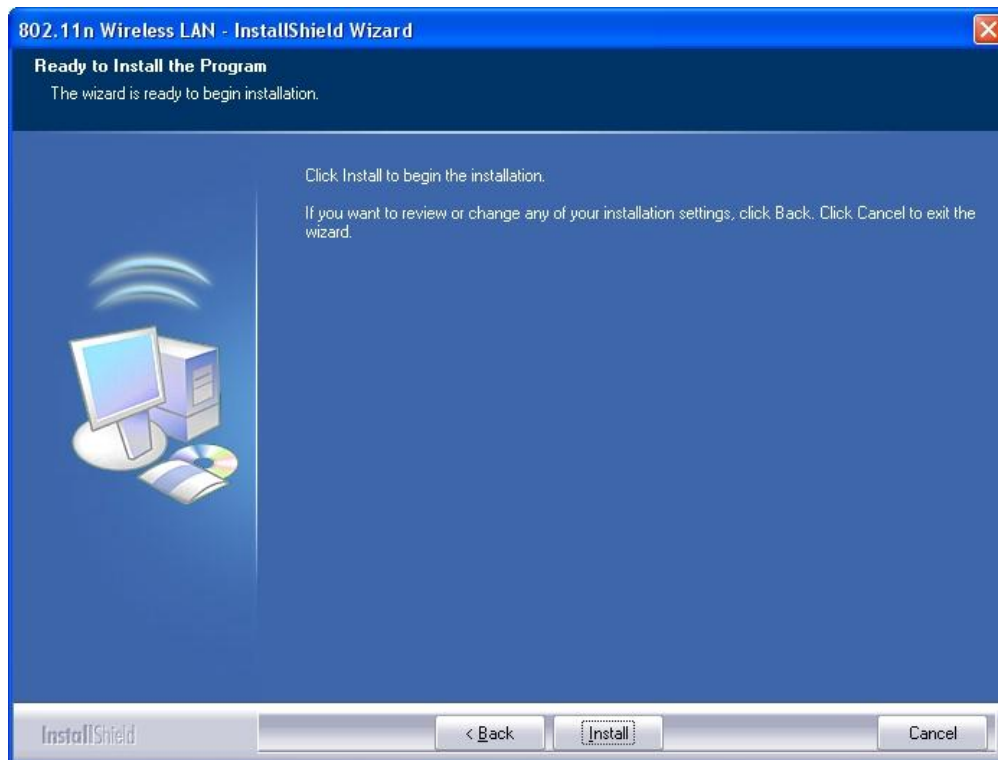 802.11n Wireless LAN - InstallShield Wizard
Ready to Install the Program
The wizard is ready to begin installation.
Click Install to begin the installation.
If you want to review or change any of your installation settings, click Back. Click Cancel to exit the
wizard.
InstallShield
< Back
Install
Cancel